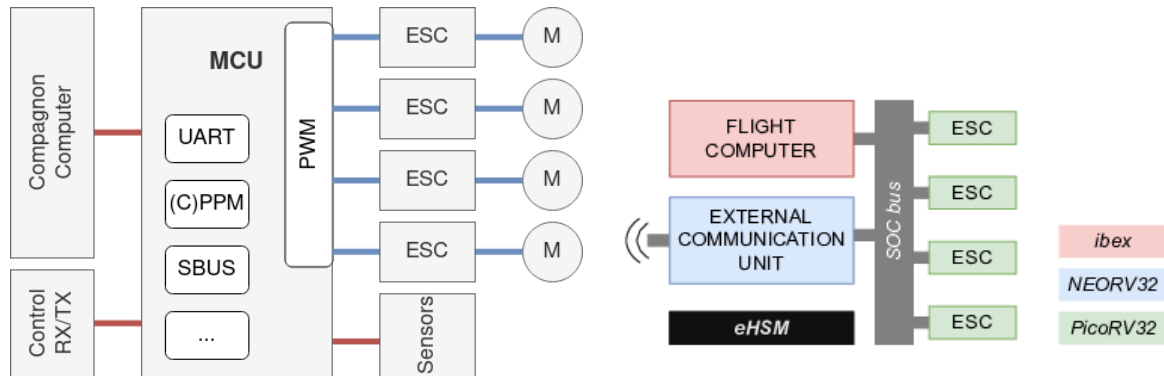 Compagnon
Computer
Control
RX/TX
MCU
UART
(C)PPM
SBUS
...
PWM
ESC
M
ESC
M
ESC
M
ESC
M
Sensors
FLIGHT
COMPUTER
EXTERNAL
COMMUNICATION
UNIT
eHSM
SOC bus
ESC
ESC
ESC
ESC
ibex
NEORV32
PicoRV32